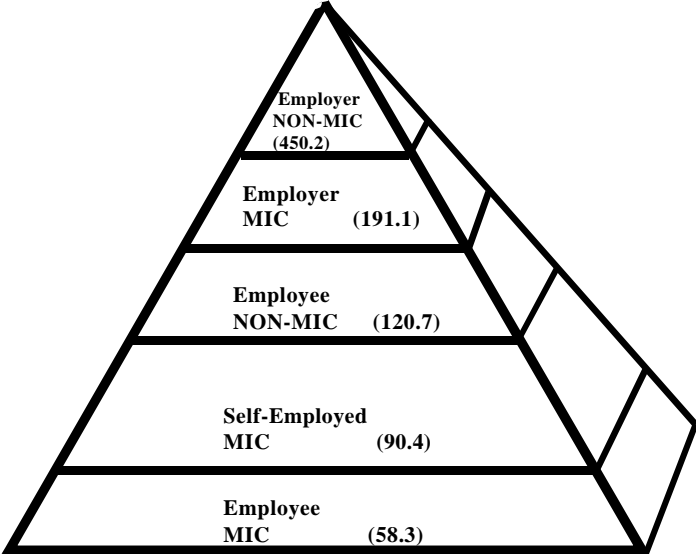 Employer
NON-MIC
(450.2)
Employer
MIC (191.1)
Employee
NON-MIC (120.7)
Self-Employed
MIC (90.4)
Employee
MIC (58.3)